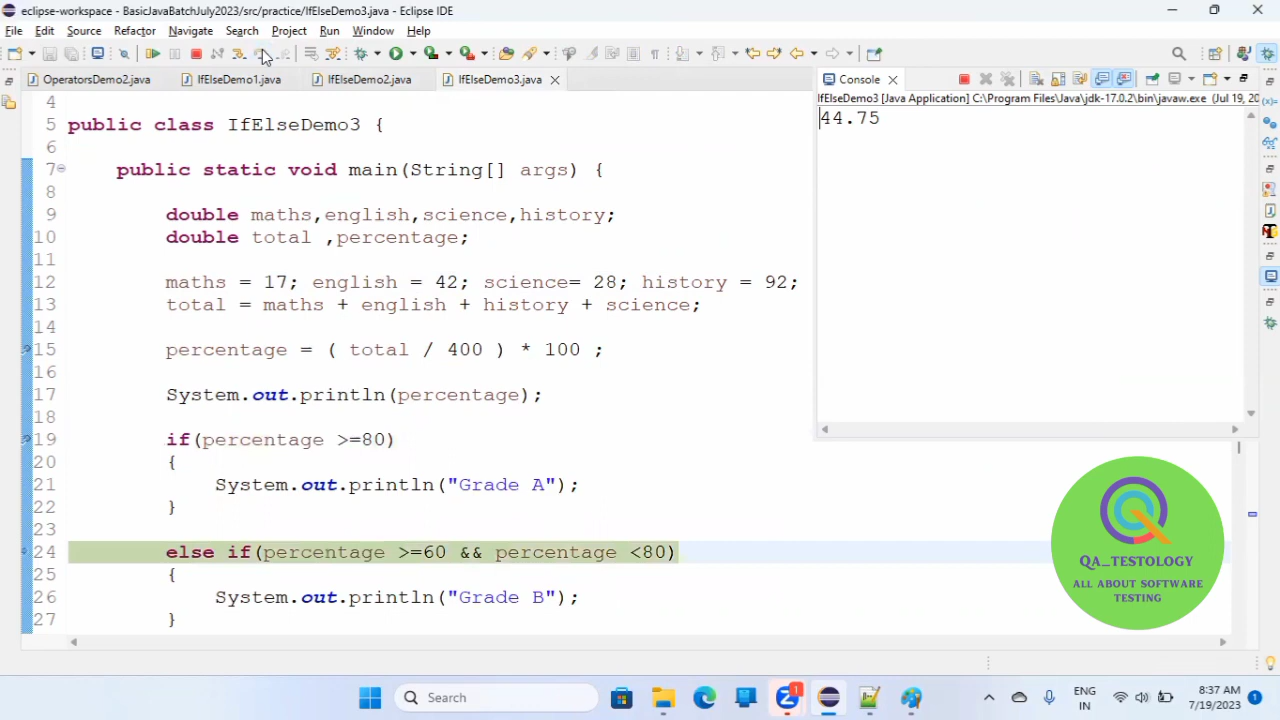 eclipse-workspace - BasicJavaBatchJuly2023/src/practice/IfElseDemo3.java - Eclipse IDE
File Edit Source Refactor Navigate Search Project Run Window Help
OperatorsDemo2.java IfElseDemo1.java IfElseDemo2.java IfElseDemo3.java
Console
IfElseDemo3 [Java Application] C:\Program Files\Java\jdk-17.0.2\bin\javaw.exe (Jul 19, 20
44.75
4
5 public class IfElseDemo3 {
6
7 public static void main(String[] args) {
8
9 double maths,english,science,history;
10 double total ,percentage;
11
12 maths = 17; english = 42; science= 28; history = 92;
13 total = maths + english + history + science;
14
15 percentage = ( total / 400 ) * 100 ;
16
17 System.out.println(percentage);
18
19 if(percentage >=80)
20 {
21 System.out.println("Grade A");
22 }
23
24 else if(percentage >=60 && percentage <80)
25 {
26 System.out.println("Grade B");
27 }
QA_TESTOLOGY
ALL ABOUT SOFTWARE
TESTING
Search
ENG
IN
8:37 AM
7/19/2023